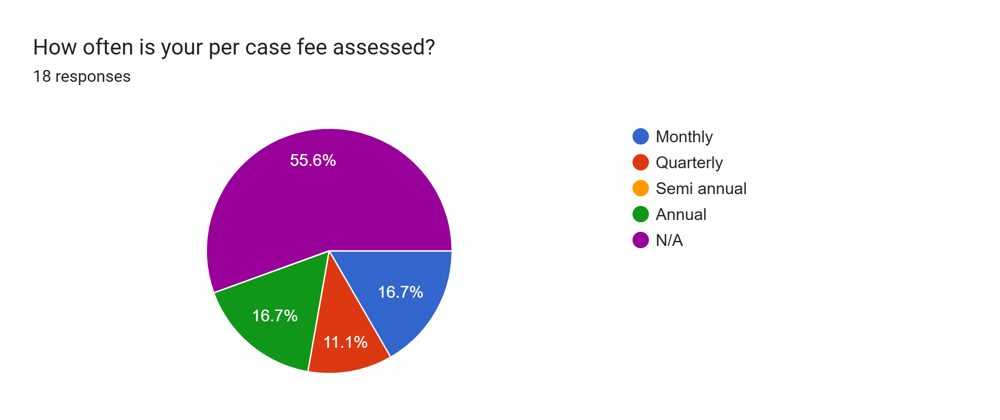 How often is your per case fee assessed?
18 responses
55.6%
16.7%
16.7%
11.1%
Monthly
Quarterly
Semi annual
Annual
N/A